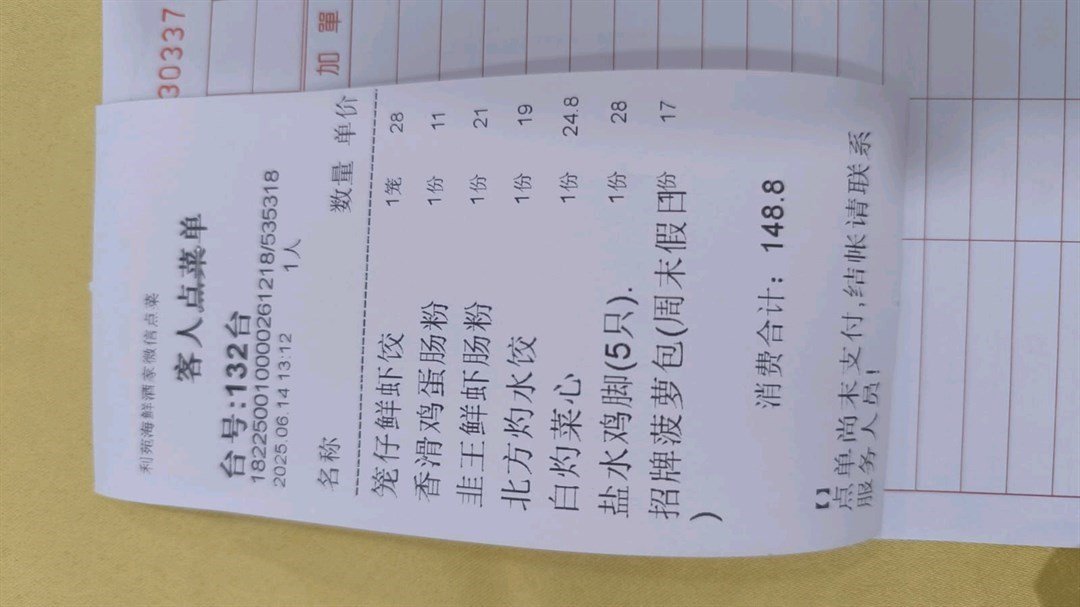 30337
加單
利苑海鲜酒家微信点菜
客人点菜单
台号:132台
182250010000261218/535318
2025.06.14 13:12 1人
名称 数量 单价
笼仔鲜虾饺 1笼 28
香滑鸡蛋肠粉 1份 11
韭王鲜虾肠粉 1份 21
北方灼水饺 1份 19
白灼菜心 1份 24.8
盐水鸡脚(5只). 1份 28
招牌菠萝包(周末假日 份 17
)
消费合计: 148.8
【】
点单尚未支付,结帐请联系
服务人员!